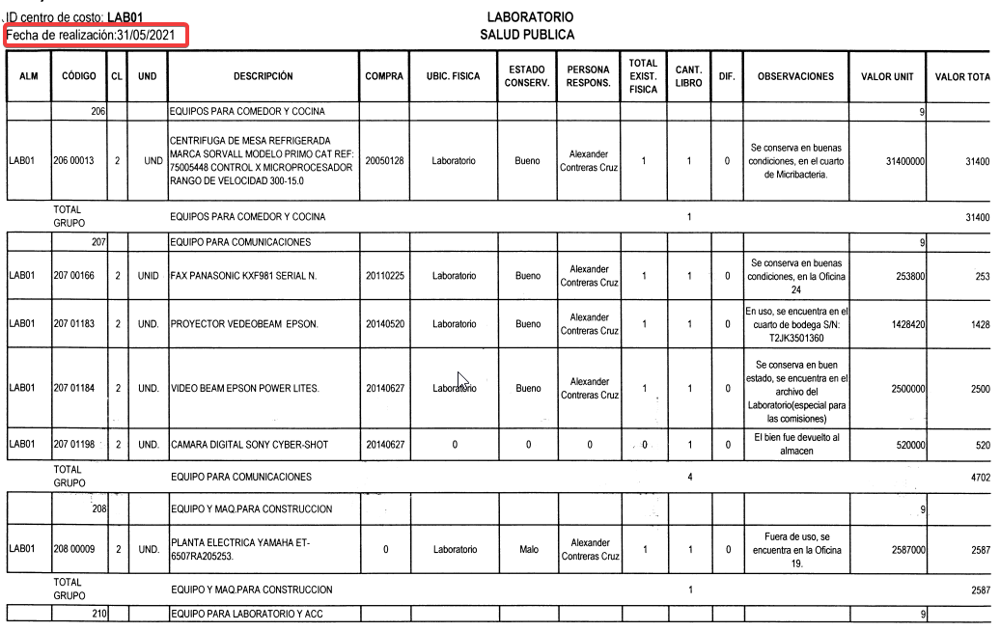 ID centro de costo: LAB01
LABORATORIO
Fecha de realización:31/05/2021
SALUD PUBLICA
ALM CÓDIGO CL UND DESCRIPCIÓN COMPRA UBIC. FISICA ESTADO CONSERV. PERSONA RESPONS. TOTAL EXIST. FISICA CANT. LIBRO DIF. OBSERVACIONES VALOR UNIT VALOR TOTA
206 EQUIPOS PARA COMEDOR Y COCINA 9
LAB01 206 00013 2 UND CENTRIFUGA DE MESA REFRIGERADA MARCA SORVALL MODELO PRIMO CAT REF: 75005448 CONTROL X MICROPROCESADOR RANGO DE VELOCIDAD 300-15.0 20050128 Laboratorio Bueno Alexander Contreras Cruz 1 1 0 Se conserva en buenas condiciones, en el cuarto de Micribacteria. 31400000 31400
TOTAL GRUPO EQUIPOS PARA COMEDOR Y COCINA 1 31400
207 EQUIPO PARA COMUNICACIONES 9
LAB01 207 00166 2 UNID FAX PANASONIC KXF981 SERIAL N. 20110225 Laboratorio Bueno Alexander Contreras Cruz 1 1 0 Se conserva en buenas condiciones, en la Oficina 24 253800 253
LAB01 207 01183 2 UND. PROYECTOR VEDEOBEAM EPSON. 20140520 Laboratorio Bueno Alexander Contreras Cruz 1 1 0 En uso, se encuentra en el cuarto de bodega S/N: T2JK3501360 1428420 1428
LAB01 207 01184 2 UND. VIDEO BEAM EPSON POWER LITES. 20140627 Laboratorio Bueno Alexander Contreras Cruz 1 1 0 Se conserva en buen estado, se encuentra en el archivo del Laboratorio(especial para las comisiones) 2500000 2500
LAB01 207 01198 2 UND. CAMARA DIGITAL SONY CYBER-SHOT 20140627 0 0 0 0 1 0 El bien fue devuelto al almacen 520000 520
TOTAL GRUPO EQUIPO PARA COMUNICACIONES 4 4702
208 EQUIPO Y MAQ.PARA CONSTRUCCION 9
LAB01 208 00009 2 UND. PLANTA ELECTRICA YAMAHA ET-6507RA205253. 0 Laboratorio Malo Alexander Contreras Cruz 1 1 0 Fuera de uso, se encuentra en la Oficina 19. 2587000 2587
TOTAL GRUPO EQUIPO Y MAQ.PARA CONSTRUCCION 1 2587
210 EQUIPO PARA LABORATORIO Y ACC 9